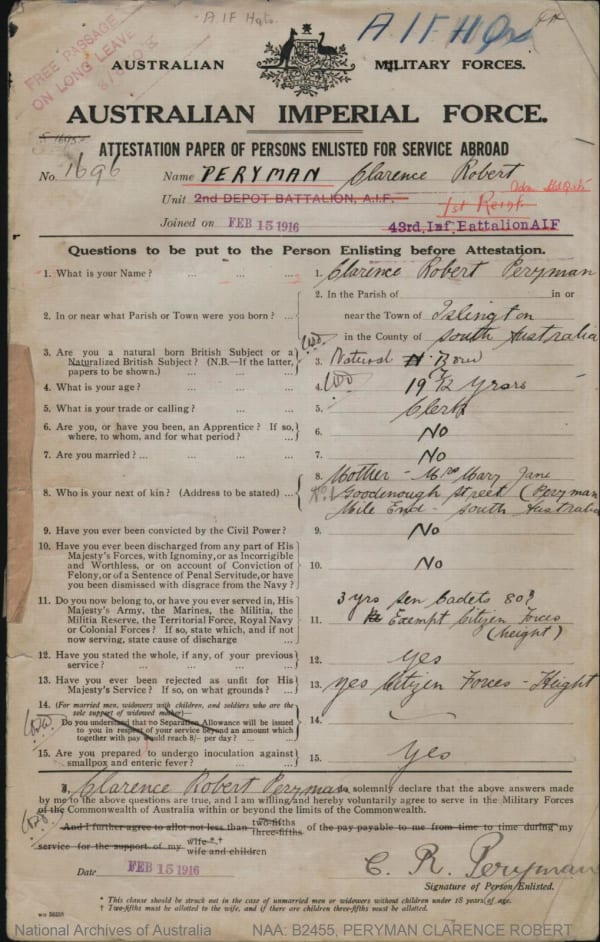 A.I.F Hqts.
A I F Hqrs
FREE PASSAGE
ON LONG LEAVE
AUSTRALIAN MILITARY FORCES.
AUSTRALIAN IMPERIAL FORCE.
ATTESTATION PAPER OF PERSONS ENLISTED FOR SERVICE ABROAD
No. 1696 Name PERYMAN Clarence Robert
Unit 2nd DEPOT BATTALION, A.I.F. 1st Reinft
Joined on FEB 15 1916 43rd. Inf. Battalion AIF
Questions to be put to the Person Enlisting before Attestation.
1. What is your Name? ... ... ... 1. Clarence Robert Peryman
2. In or near what Parish or Town were you born? ... 2. In the Parish of in or
near the Town of Islington
in the County of South Australia
3. Are you a natural born British Subject or a Naturalized British Subject? (N.B.—If the latter, papers to be shown.) 3. Natural Born
4. What is your age? ... ... ... 4. 19 7/12 Years
5. What is your trade or calling? ... ... 5. Clerk
6. Are you, or have you been, an Apprentice? If so, where, to whom, and for what period? ... 6. No
7. Are you married? ... ... ... ... 7. No
8. Who is your next of kin? (Address to be stated) ... 8. Mother - Mrs Mary Jane
Goodenough Street (Peryman
Mile End - South Australia
9. Have you ever been convicted by the Civil Power? 9. No
10. Have you ever been discharged from any part of His Majesty's Forces, with Ignominy, or as Incorrigible and Worthless, or on account of Conviction of Felony, or of a Sentence of Penal Servitude, or have you been dismissed with disgrace from the Navy? 10. No
11. Do you now belong to, or have you ever served in, His Majesty's Army, the Marines, the Militia, the Militia Reserve, the Territorial Force, Royal Navy or Colonial Forces? If so, state which, and if not now serving, state cause of discharge 11. 3 yrs Sen Cadets
Exempt Citizen Forces
(height)
12. Have you stated the whole, if any, of your previous service? ... ... ... ... 12. yes
13. Have you ever been rejected as unfit for His Majesty's Service? If so, on what grounds? ... 13. yes Citizen Forces - Height
14. (For married men, widowers with children, and soldiers who are the sole support of widowed mother)—
Do you understand that no Separation Allowance will be issued to you in respect of your service beyond an amount which together with pay would reach 8/- per day? ... 14.
15. Are you prepared to undergo inoculation against smallpox and enteric fever? ... ... 15. Yes
I, Clarence Robert Peryman solemnly declare that the above answers made
by me to the above questions are true, and I am willing and hereby voluntarily agree to serve in the Military Forces
of the Commonwealth of Australia within or beyond the limits of the Commonwealth.
And I further agree to allot not less than two-fifths three-fifths of the pay payable to me from time to time during my
service for the support of my wife *† wife and children
Date FEB 15 1916 C. R. Peryman
Signature of Person Enlisted.
* This clause should be struck out in the case of unmarried men or widowers without children under 18 years of age.
† Two-fifths must be allotted to the wife, and if there are children three-fifths must be allotted.
National Archives of Australia NAA: B2455, PERYMAN CLARENCE ROBERT